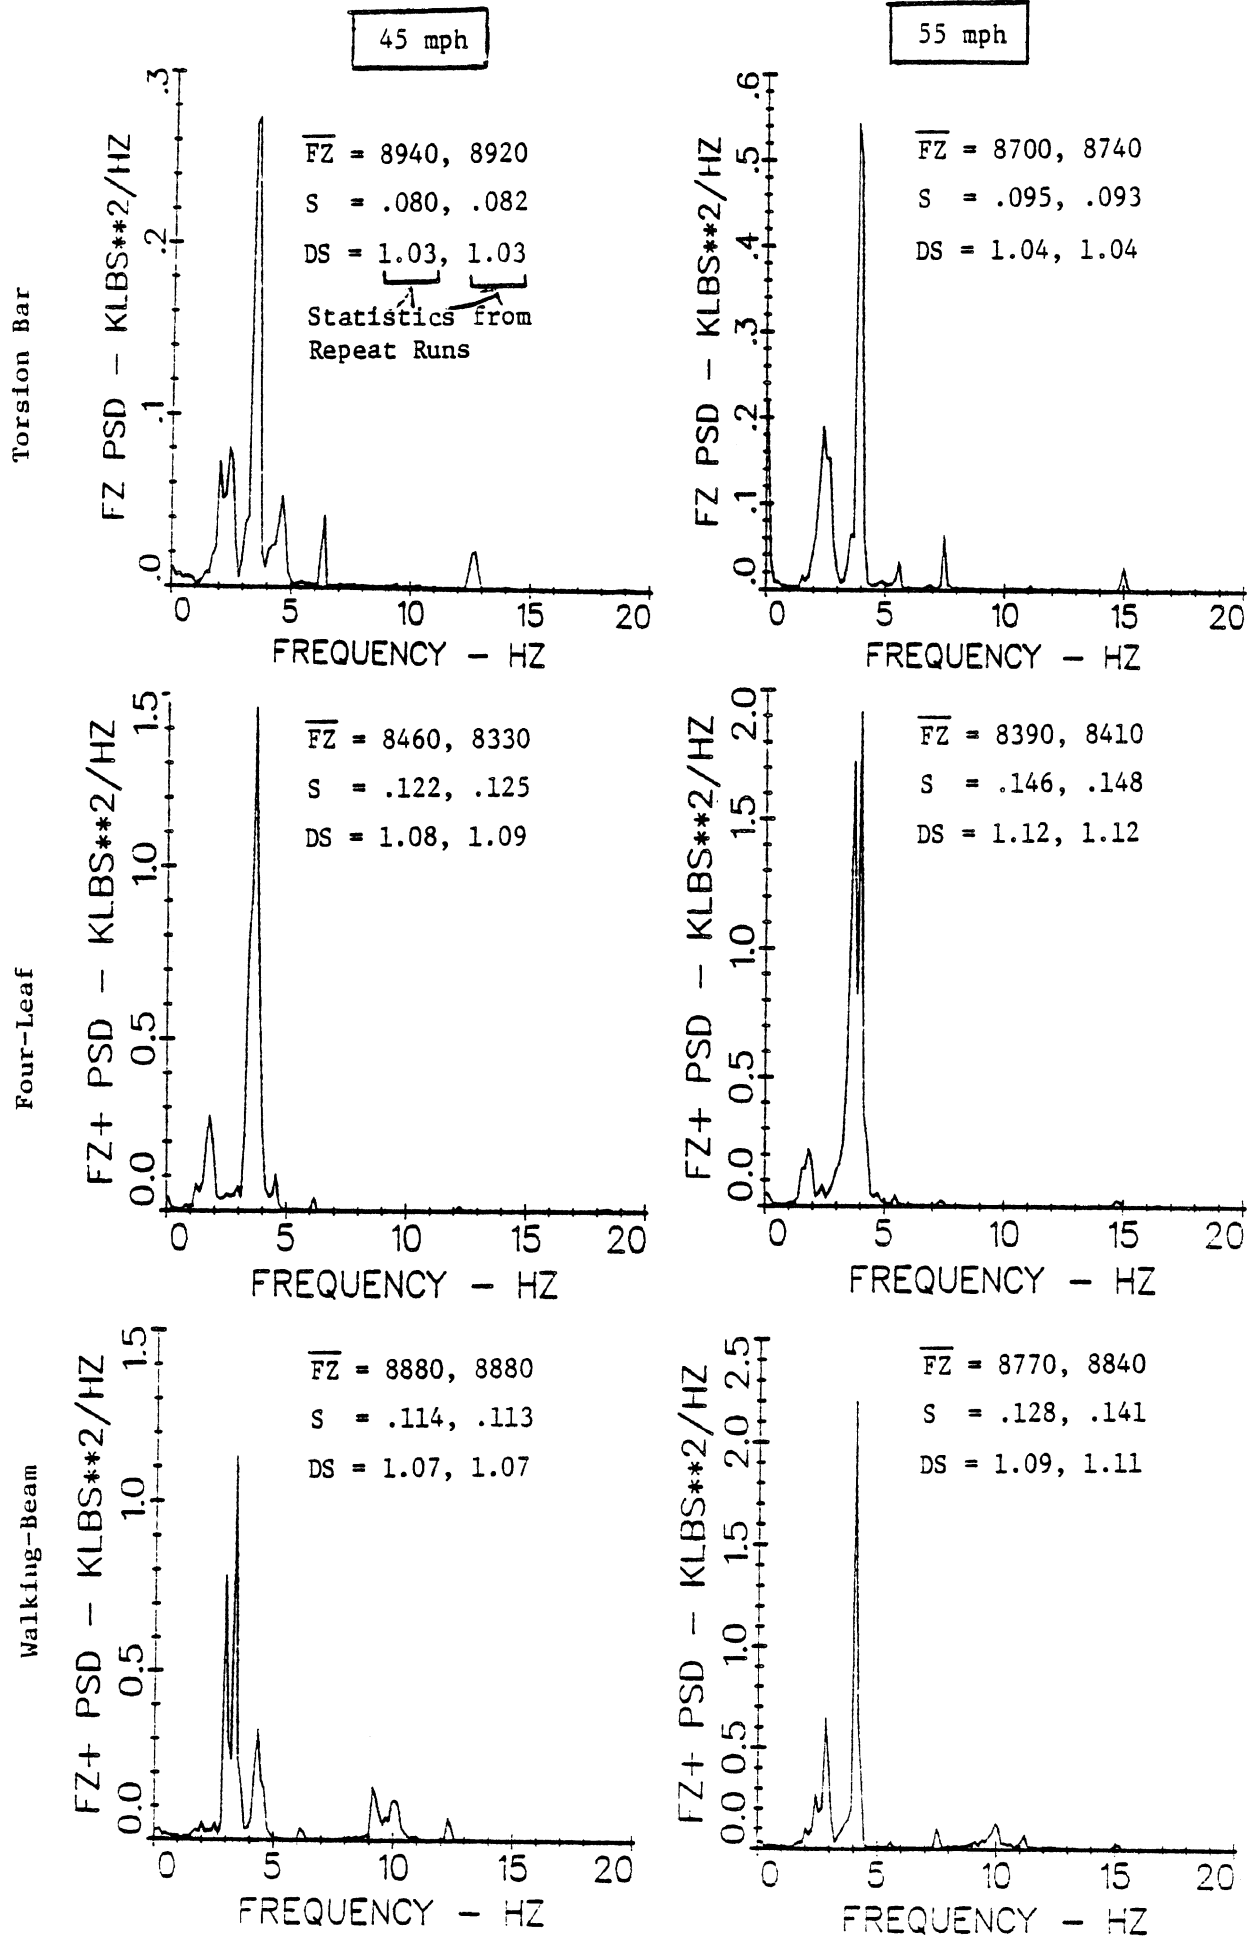 45 mph
55 mph
Torsion Bar
FZ PSD – KLBS**2/HZ
.3
.2
.1
.0
FZ = 8940, 8920
S = .080, .082
DS = 1.03, 1.03
Statistics from
Repeat Runs
0 5 10 15 20
FREQUENCY – HZ
FZ PSD – KLBS**2/HZ
.6
.5
.4
.3
.2
.1
.0
FZ = 8700, 8740
S = .095, .093
DS = 1.04, 1.04
0 5 10 15 20
FREQUENCY – HZ
Four-Leaf
FZ+ PSD – KLBS**2/HZ
1.5
1.0
0.5
0.0
FZ = 8460, 8330
S = .122, .125
DS = 1.08, 1.09
0 5 10 15 20
FREQUENCY – HZ
FZ+ PSD – KLBS**2/HZ
2.0
1.5
1.0
0.5
0.0
FZ = 8390, 8410
S = .146, .148
DS = 1.12, 1.12
0 5 10 15 20
FREQUENCY – HZ
Walking-Beam
FZ+ PSD – KLBS**2/HZ
1.5
1.0
0.5
0.0
FZ = 8880, 8880
S = .114, .113
DS = 1.07, 1.07
0 5 10 15 20
FREQUENCY – HZ
FZ+ PSD – KLBS**2/HZ
2.5
2.0
1.5
1.0
0.5
0.0
FZ = 8770, 8840
S = .128, .141
DS = 1.09, 1.11
0 5 10 15 20
FREQUENCY – HZ